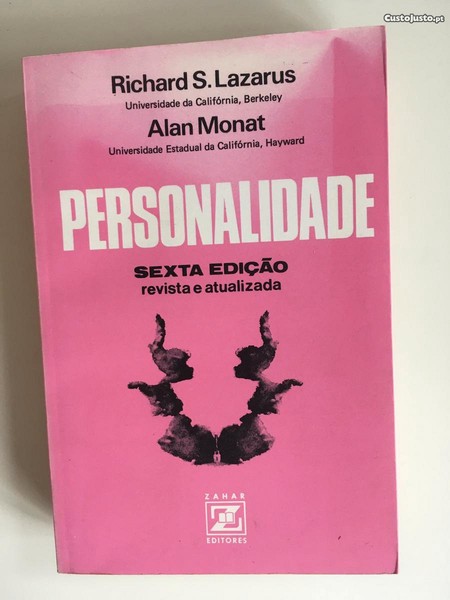 CustoJusto.pt
Richard S. Lazarus
Universidade da Califórnia, Berkeley
Alan Monat
Universidade Estadual da Califórnia, Hayward
PERSONALIDADE
SEXTA EDIÇÃO
revista e atualizada
ZAHAR
EDITORES